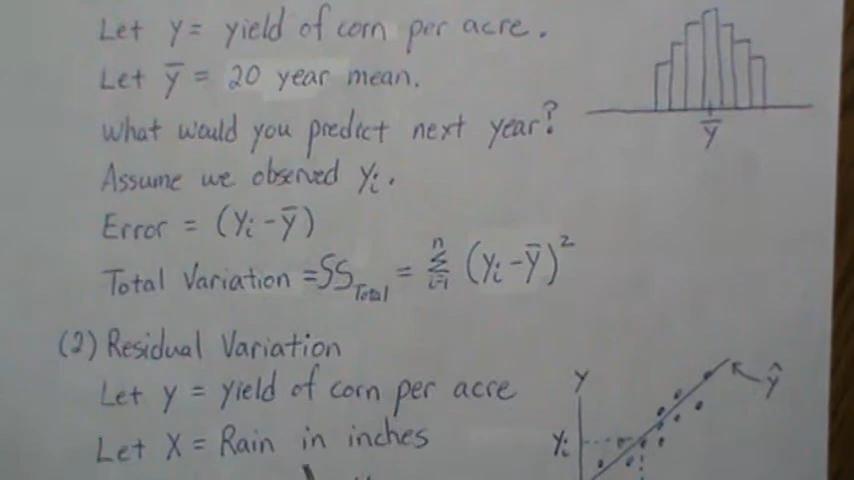 Let y = yield of corn per acre.
Let ȳ = 20 year mean.
What would you predict next year?
ȳ
Assume we observed yᵢ.
Error = (yᵢ - ȳ)
Total Variation = SS_Total = Σ_{i=1}^{n} (yᵢ - ȳ)²
(2) Residual Variation
Let y = yield of corn per acre
Let X = Rain in inches
y
ŷ
yᵢ